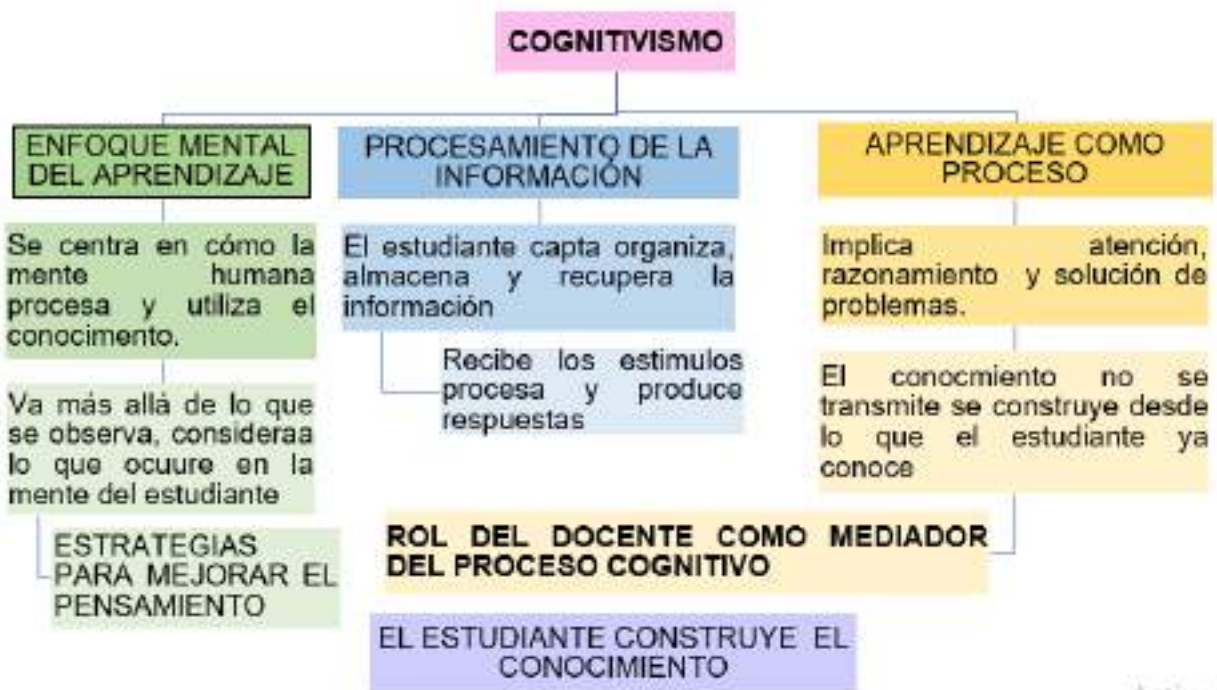 COGNITIVISMO
ENFOQUE MENTAL
DEL APRENDIZAJE
Se centra en cómo la
mente humana
procesa y utiliza el
conocimento.
Va más allá de lo que
se observa, consideraa
lo que ocuure en la
mente del estudiante
ESTRATEGIAS
PARA MEJORAR EL
PENSAMIENTO
PROCESAMIENTO DE LA
INFORMACIÓN
El estudiante capta organiza,
almacena y recupera la
información
Recibe los estimulos
procesa y produce
respuestas
APRENDIZAJE COMO
PROCESO
Implica atención,
razonamiento y solución de
problemas.
El conocmiento no se
transmite se construye desde
lo que el estudiante ya
conoce
ROL DEL DOCENTE COMO MEDIADOR
DEL PROCESO COGNITIVO
EL ESTUDIANTE CONSTRUYE EL
CONOCIMIENTO